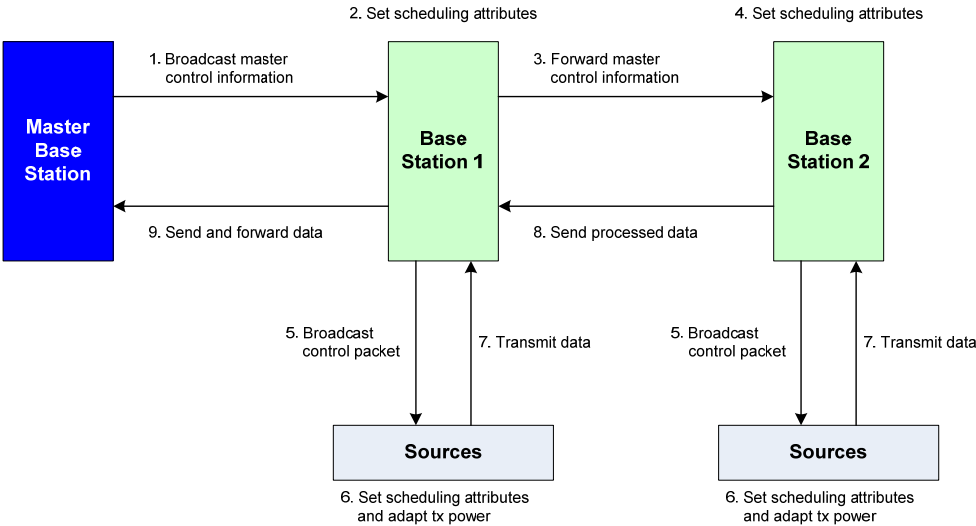 2. Set scheduling attributes
4. Set scheduling attributes
1. Broadcast master
control information
3. Forward master
control information
Master
Base
Station
Base
Station 1
Base
Station 2
9. Send and forward data
8. Send processed data
5. Broadcast
control packet
7. Transmit data
5. Broadcast
control packet
7. Transmit data
Sources
Sources
6. Set scheduling attributes
and adapt tx power
6. Set scheduling attributes
and adapt tx power